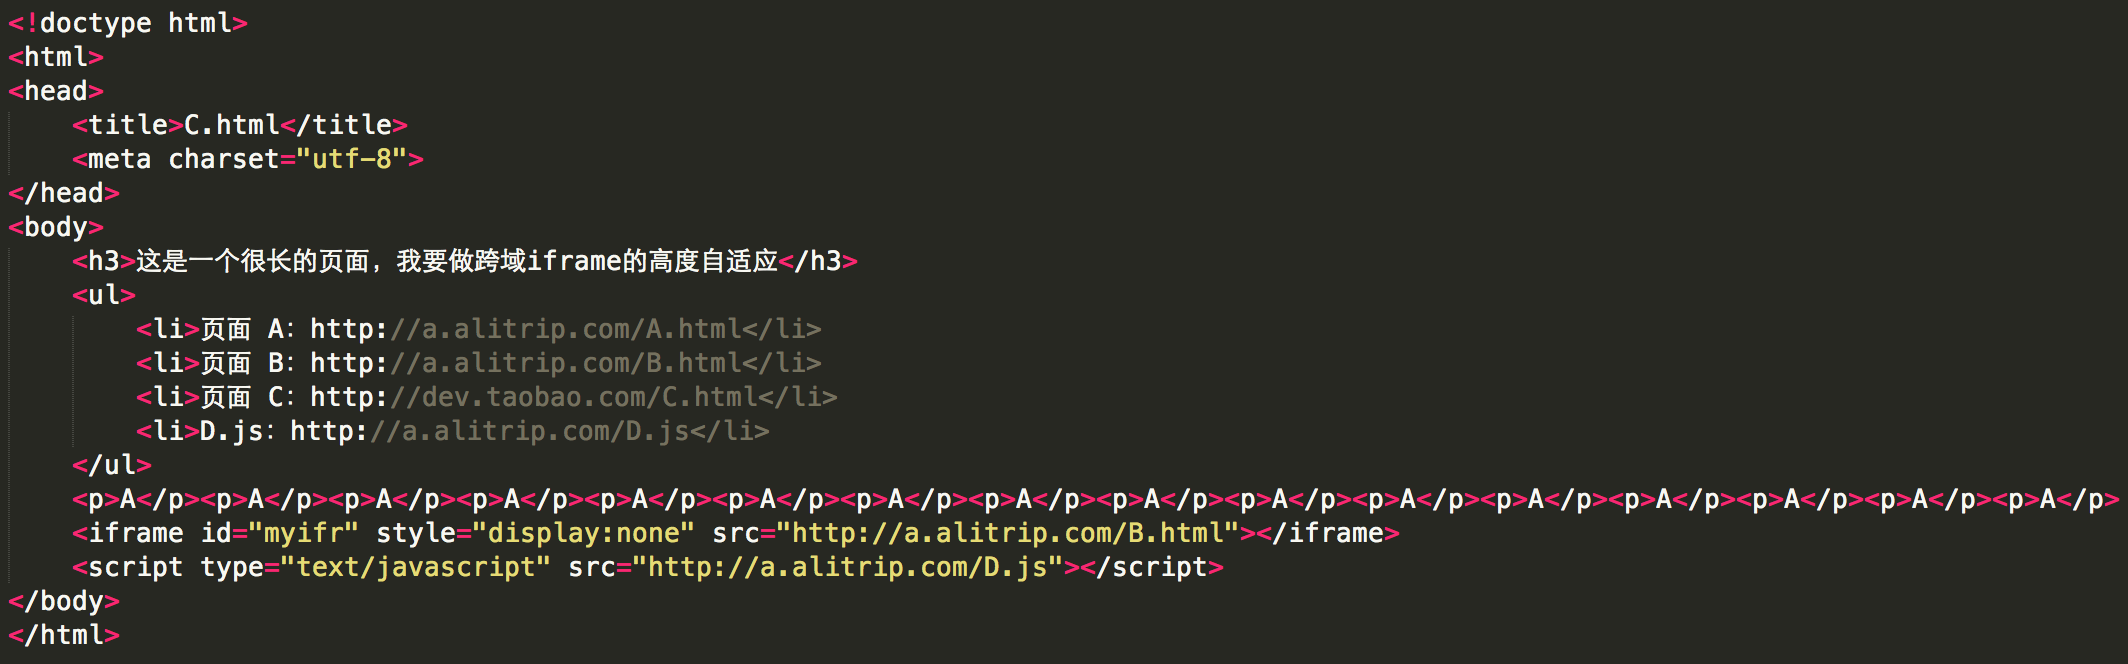 <!doctype html>
<html>
<head>
    <title>C.html</title>
    <meta charset="utf-8">
</head>
<body>
    <h3>这是一个很长的页面，我要做跨域iframe的高度自适应</h3>
    <ul>
        <li>页面 A：http://a.alitrip.com/A.html</li>
        <li>页面 B：http://a.alitrip.com/B.html</li>
        <li>页面 C：http://dev.taobao.com/C.html</li>
        <li>D.js：http://a.alitrip.com/D.js</li>
    </ul>
    <p>A</p><p>A</p><p>A</p><p>A</p><p>A</p><p>A</p><p>A</p><p>A</p><p>A</p><p>A</p><p>A</p><p>A</p><p>A</p><p>A</p><p>A</p><p>A</p>
    <iframe id="myifr" style="display:none" src="http://a.alitrip.com/B.html"></iframe>
    <script type="text/javascript" src="http://a.alitrip.com/D.js"></script>
</body>
</html>